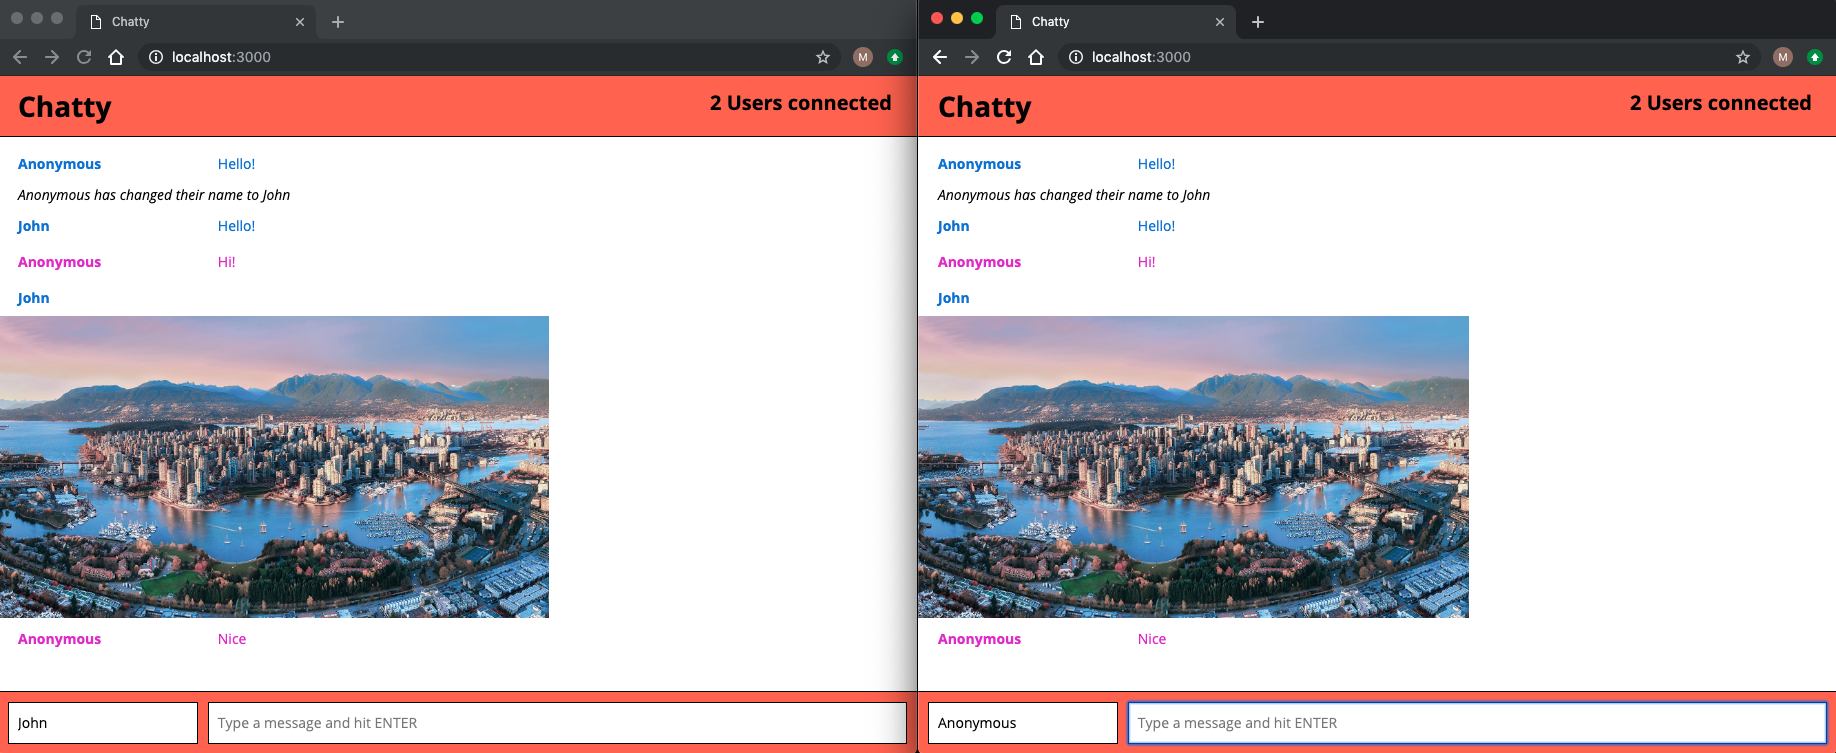 Chatty
localhost:3000
M
Chatty
2 Users connected
Anonymous Hello!
Anonymous has changed their name to John
John Hello!
Anonymous Hi!
John
Anonymous Nice
John
Type a message and hit ENTER
Chatty
localhost:3000
M
Chatty
2 Users connected
Anonymous Hello!
Anonymous has changed their name to John
John Hello!
Anonymous Hi!
John
Anonymous Nice
Anonymous
Type a message and hit ENTER